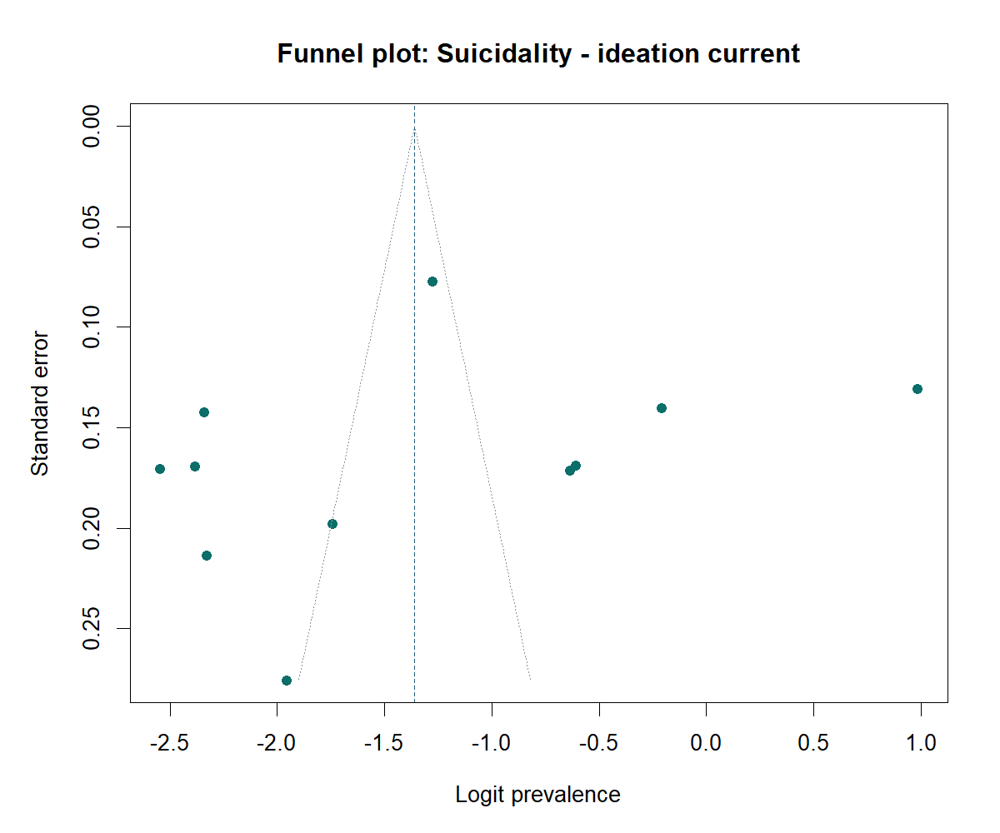 Funnel plot: Suicidality - ideation current
0.00
0.05
0.10
0.15
0.20
0.25
Standard error
-2.5 -2.0 -1.5 -1.0 -0.5 0.0 0.5 1.0
Logit prevalence